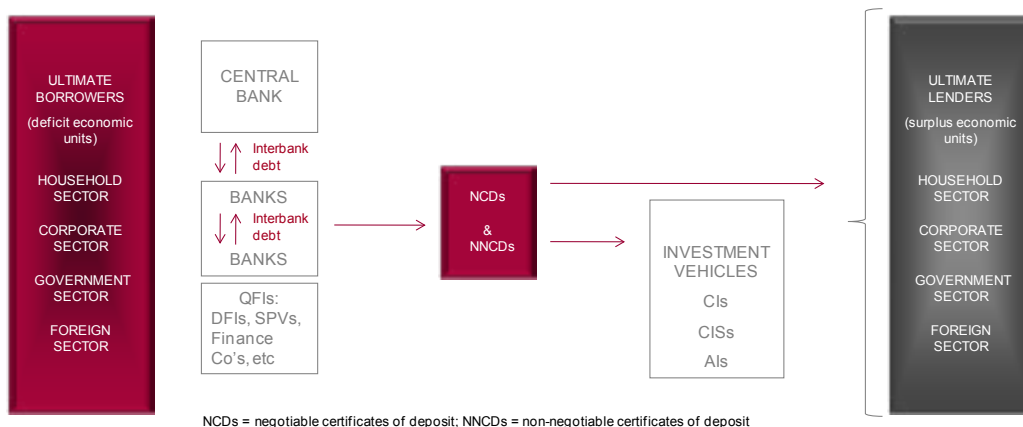 ULTIMATE
BORROWERS
(deficit economic
units)
HOUSEHOLD
SECTOR
CORPORATE
SECTOR
GOVERNMENT
SECTOR
FOREIGN
SECTOR
CENTRAL
BANK
Interbank
debt
BANKS
Interbank
debt
BANKS
QFIs:
DFIs, SPVs,
Finance
Co's, etc
NCDs
&
NNCDs
INVESTMENT
VEHICLES
CIs
CISs
AIs
ULTIMATE
LENDERS
(surplus economic
units)
HOUSEHOLD
SECTOR
CORPORATE
SECTOR
GOVERNMENT
SECTOR
FOREIGN
SECTOR
NCDs = negotiable certificates of deposit; NNCDs = non-negotiable certificates of deposit